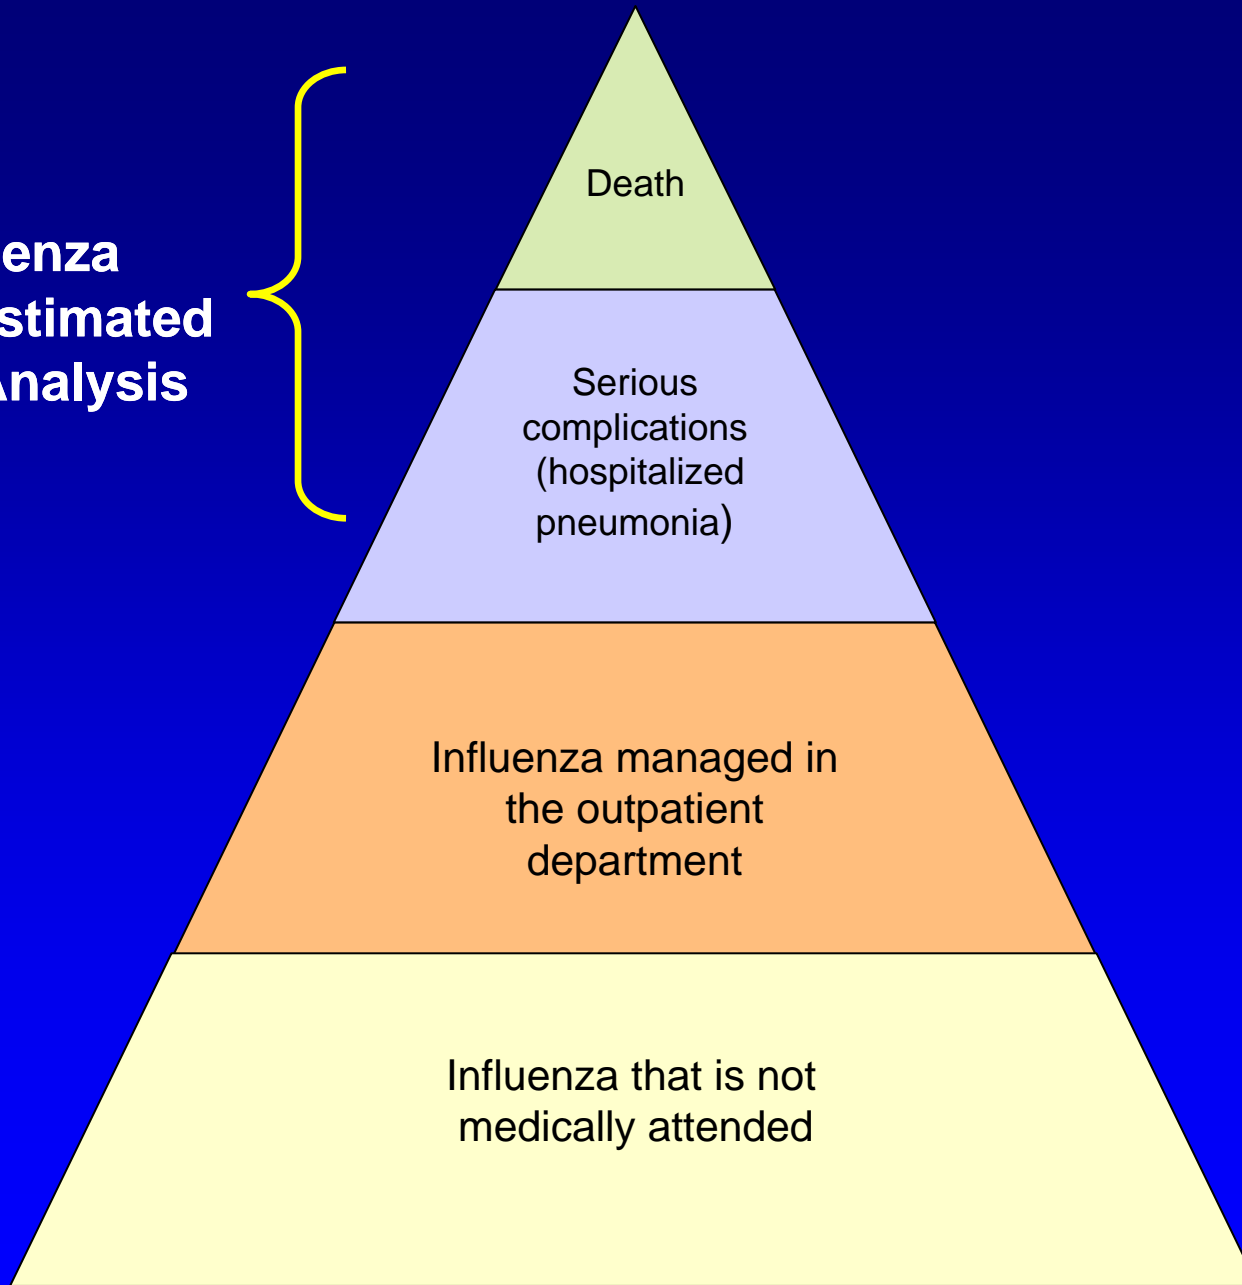 Death
enza
stimated
Analysis
Serious
complications
(hospitalized
pneumonia)
Influenza managed in
the outpatient
department
Influenza that is not
medically attended